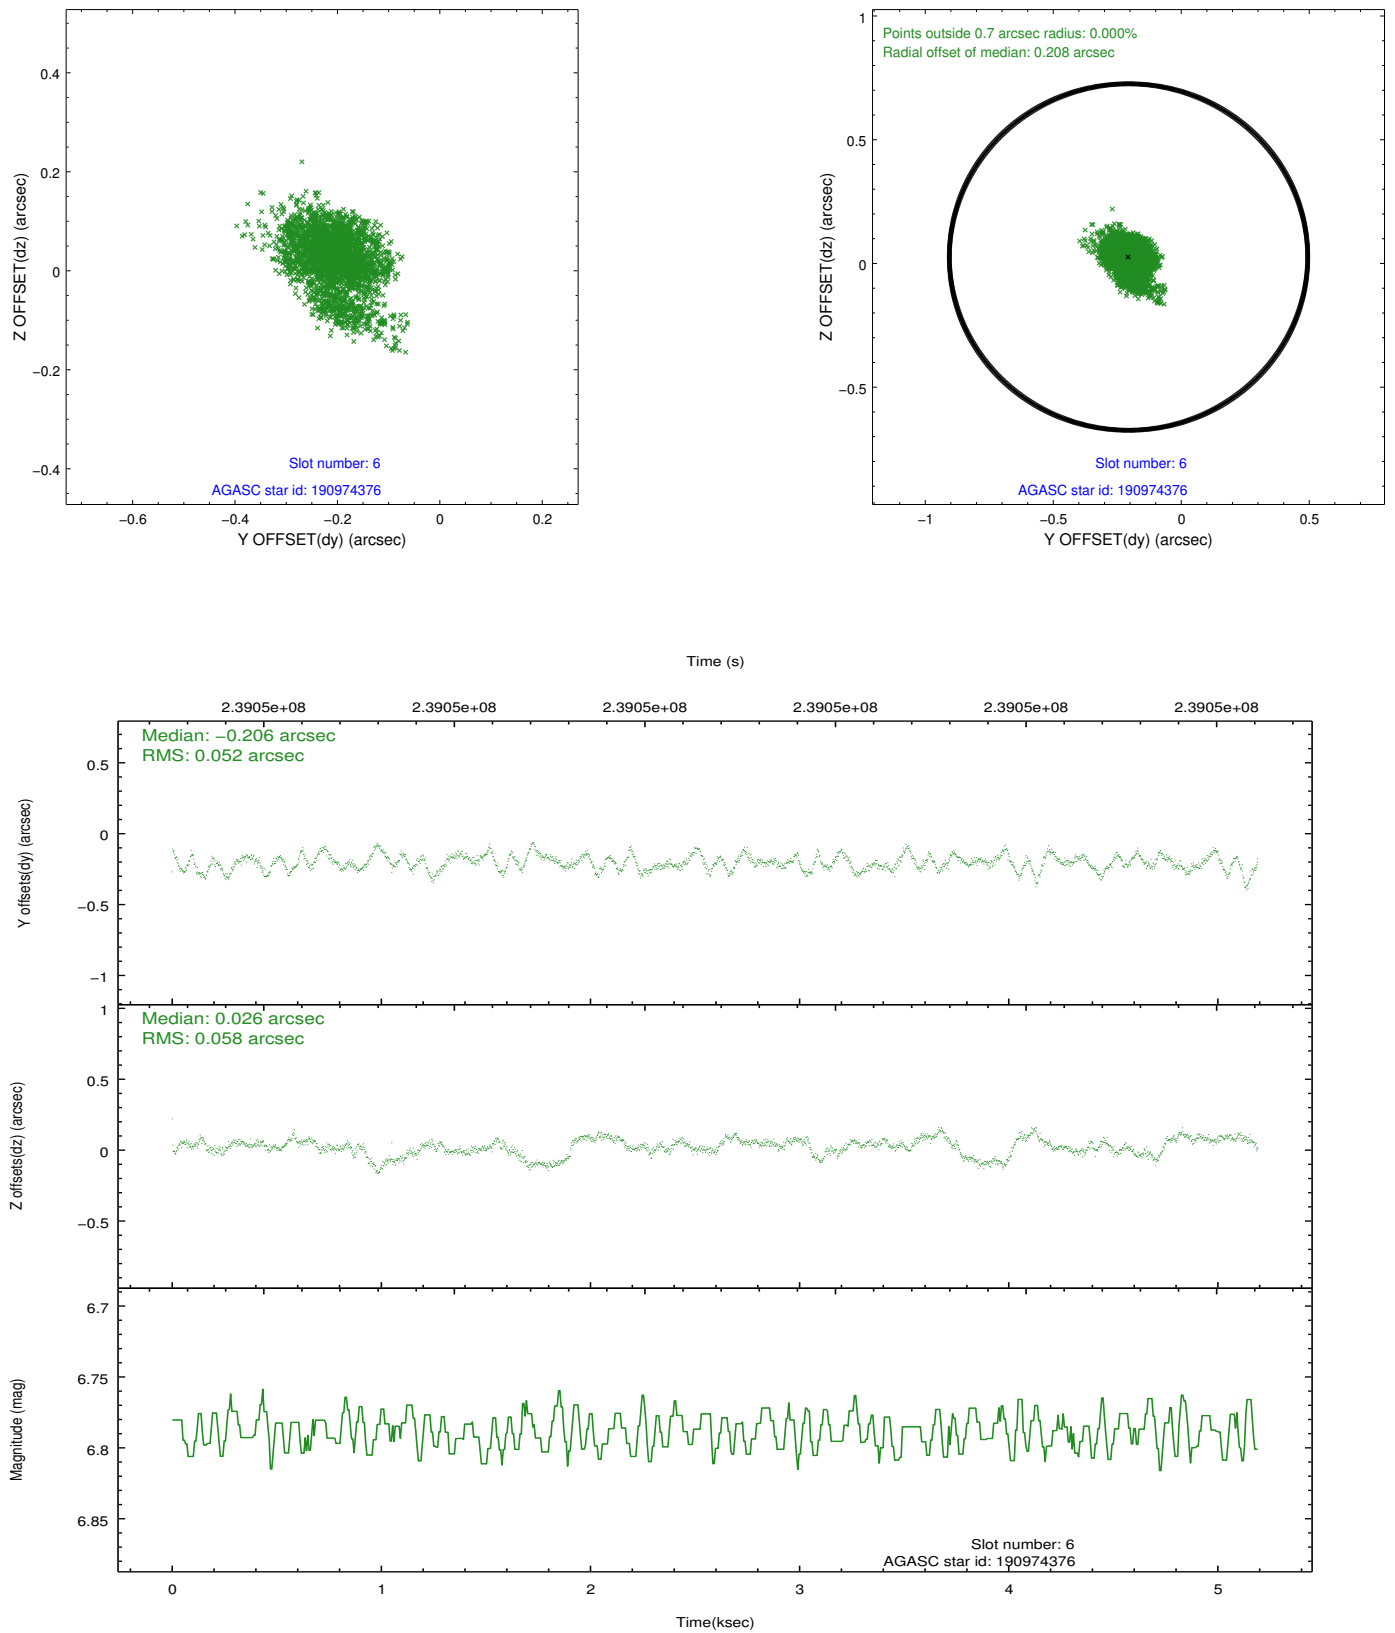 0.4
0.2
0
−0.2
−0.4
Z OFFSET(dz) (arcsec)
Slot number: 6
AGASC star id: 190974376
−0.6
−0.4
−0.2
0
0.2
Y OFFSET(dy) (arcsec)
Points outside 0.7 arcsec radius: 0.000%
Radial offset of median: 0.208 arcsec
1
0.5
0
−0.5
Z OFFSET(dz) (arcsec)
Slot number: 6
AGASC star id: 190974376
−1
−0.5
0
0.5
Y OFFSET(dy) (arcsec)
Time (s)
2.3905e+08
2.3905e+08
2.3905e+08
2.3905e+08
2.3905e+08
2.3905e+08
Median: −0.206 arcsec
RMS: 0.052 arcsec
0.5
0
−0.5
−1
Y offsets(dy) (arcsec)
Median: 0.026 arcsec
RMS: 0.058 arcsec
1
0.5
0
−0.5
Z offsets(dz) (arcsec)
6.7
6.75
6.8
6.85
Magnitude (mag)
Slot number: 6
AGASC star id: 190974376
0
1
2
3
4
5
Time(ksec)